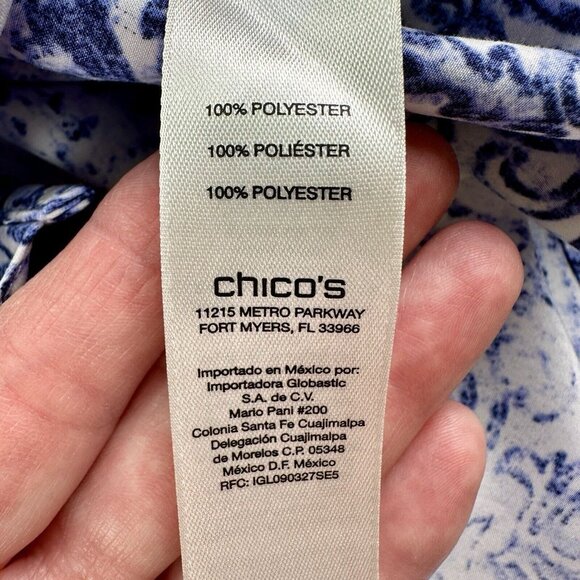 100% POLYESTER
100% POLIÉSTER
100% POLYESTER
chico's
11215 METRO PARKWAY
FORT MYERS, FL 33966
Importado en México por:
Importadora Globastic
S.A. de C.V.
Mario Pani #200
Colonia Santa Fe Cuajimalpa
Delegación Cuajimalpa
de Morelos C.P. 05348
México D.F. México
RFC: IGL090327SE5